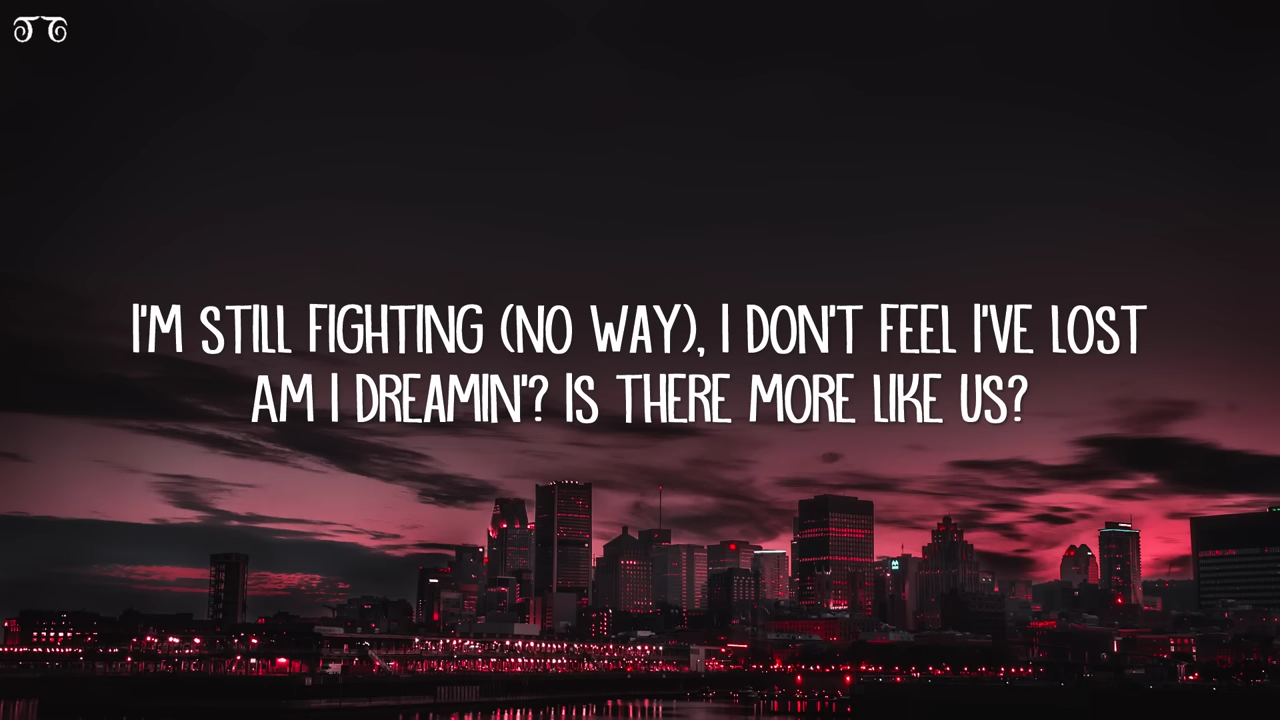 I'M STILL FIGHTING (NO WAY), I DON'T FEEL I'VE LOST
AM I DREAMIN'? IS THERE MORE LIKE US?